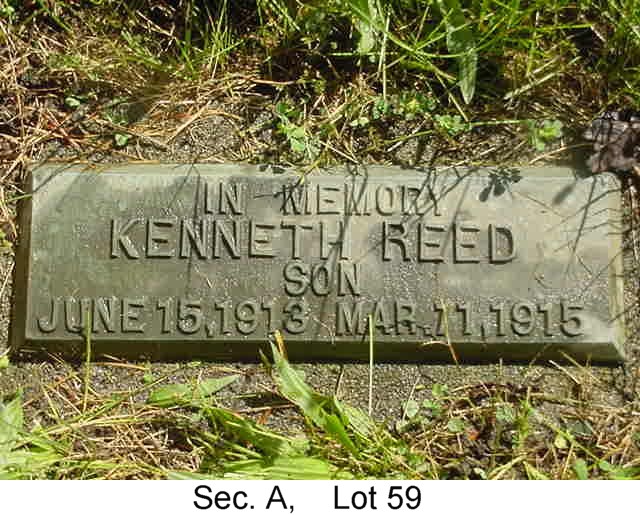 IN MEMORY
KENNETH REED
SON
JUNE 15, 1913 MAR. 11, 1915
Sec. A, Lot 59